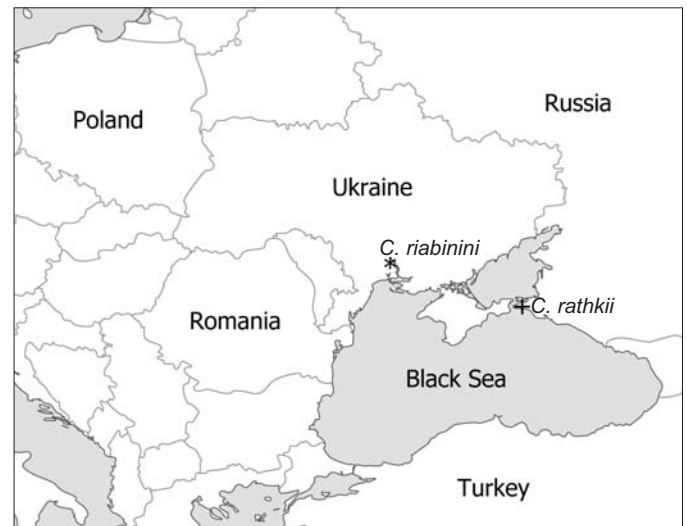 Russia
Poland
Ukraine
C. riabinini
*
+ C. rathkii
Romania
Black Sea
Turkey